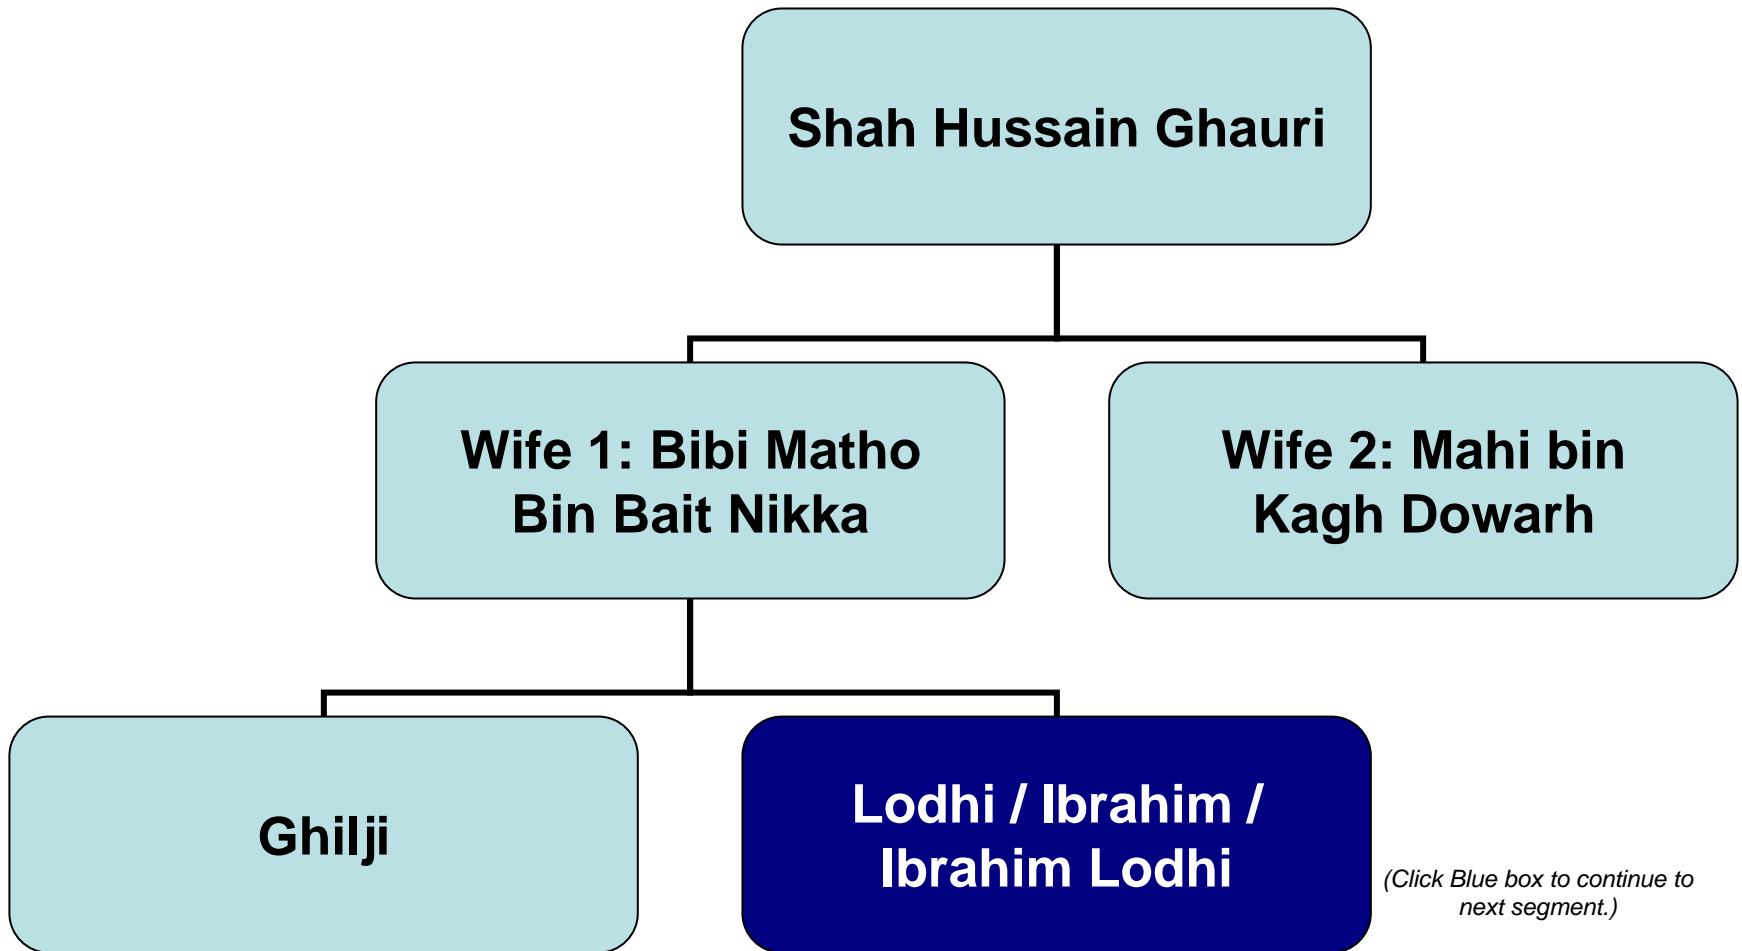 Shah Hussain Ghauri
Wife 1: Bibi Matho
Bin Bait Nikka
Wife 2: Mahi bin
Kagh Dowarh
Ghilji
Lodhi / Ibrahim /
Ibrahim Lodhi
(Click Blue box to continue to
next segment.)